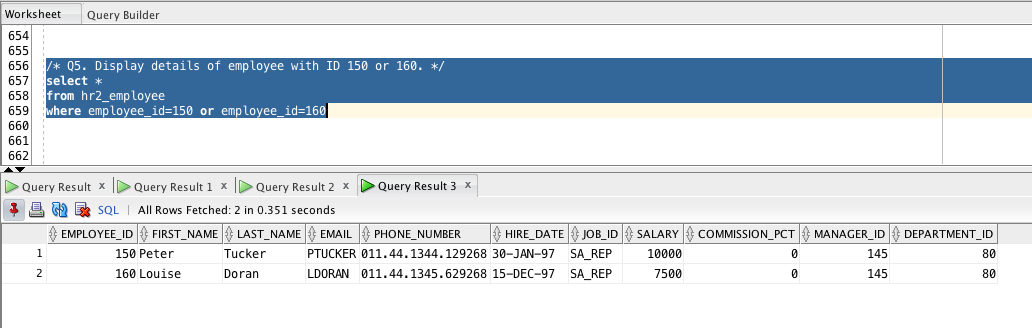 Worksheet Query Builder
654
655
656 /* Q5. Display details of employee with ID 150 or 160. */
657 select *
658 from hr2_employee
659 where employee_id=150 or employee_id=160
660
661
662
Query Result x Query Result 1 x Query Result 2 x Query Result 3 x
SQL | All Rows Fetched: 2 in 0.351 seconds
EMPLOYEE_ID FIRST_NAME LAST_NAME EMAIL PHONE_NUMBER HIRE_DATE JOB_ID SALARY COMMISSION_PCT MANAGER_ID DEPARTMENT_ID
1 150 Peter Tucker PTUCKER 011.44.1344.129268 30-JAN-97 SA_REP 10000 0 145 80
2 160 Louise Doran LDORAN 011.44.1345.629268 15-DEC-97 SA_REP 7500 0 145 80